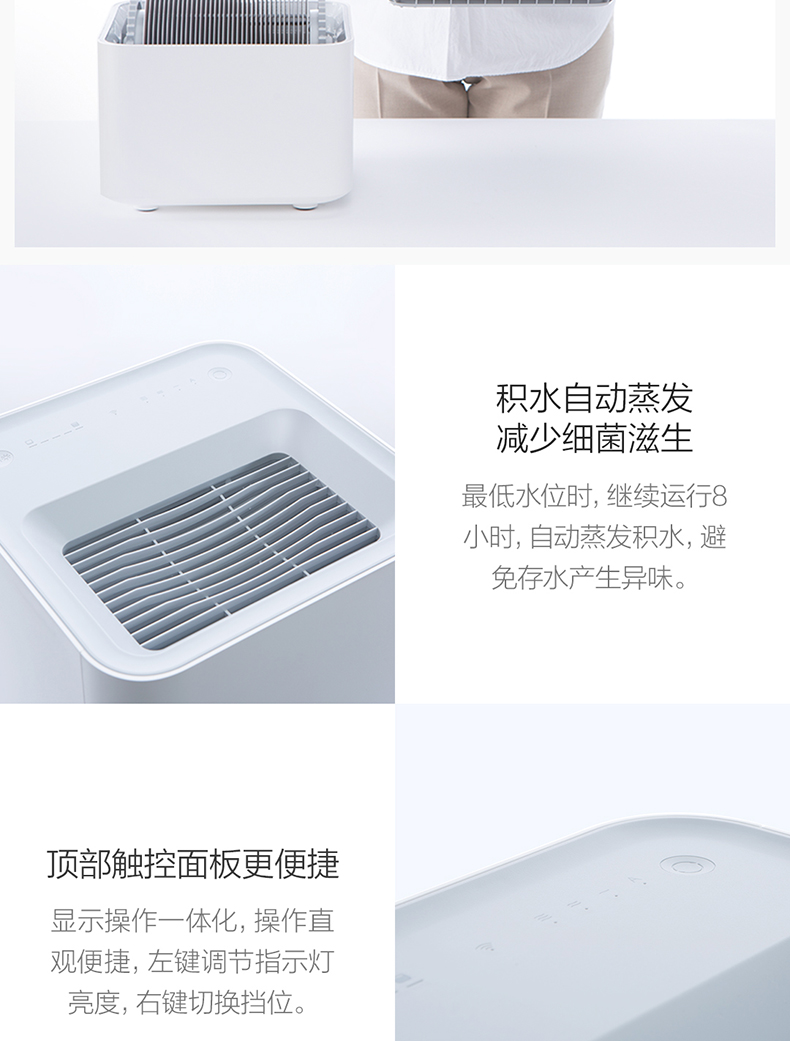 积水自动蒸发
减少细菌滋生
最低水位时, 继续运行8
小时, 自动蒸发积水, 避
免存水产生异味。
顶部触控面板更便捷
显示操作一体化, 操作直
观便捷, 左键调节指示灯
亮度, 右键切换挡位。